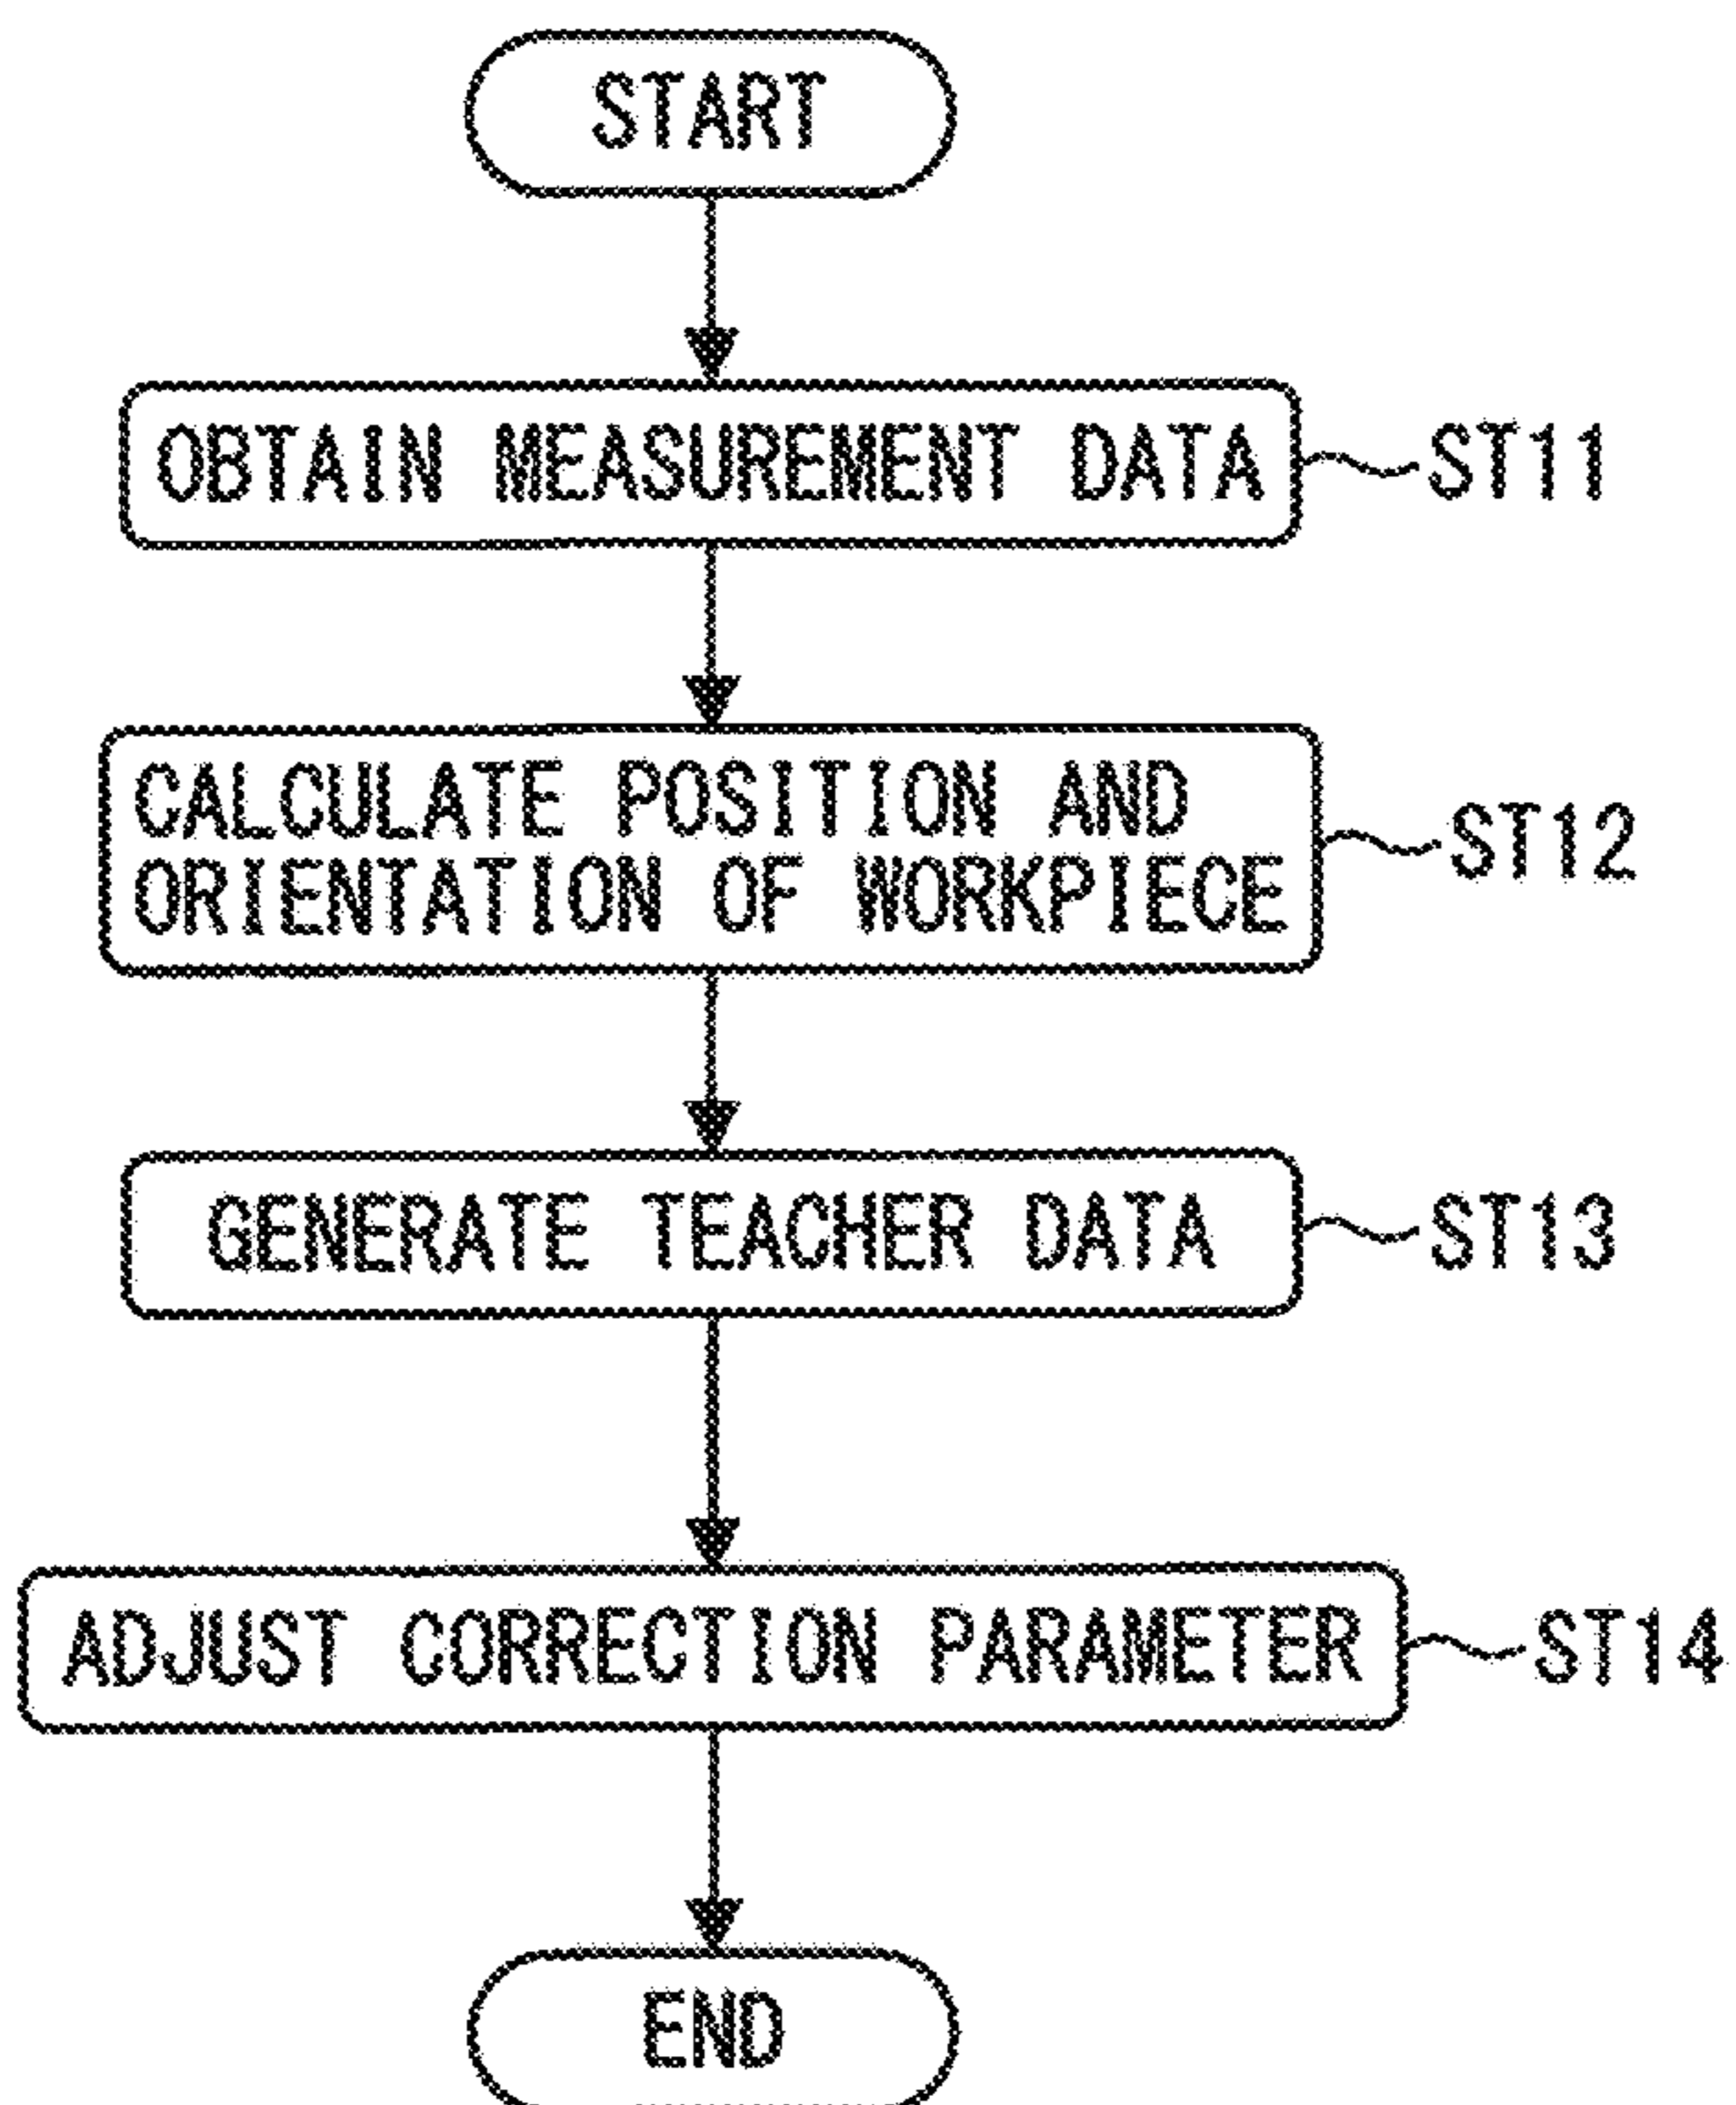 START
OBTAIN MEASUREMENT DATA
ST11
CALCULATE POSITION AND
ORIENTATION OF WORKPIECE
ST12
GENERATE TEACHER DATA
ST13
ADJUST CORRECTION PARAMETER
ST14
END